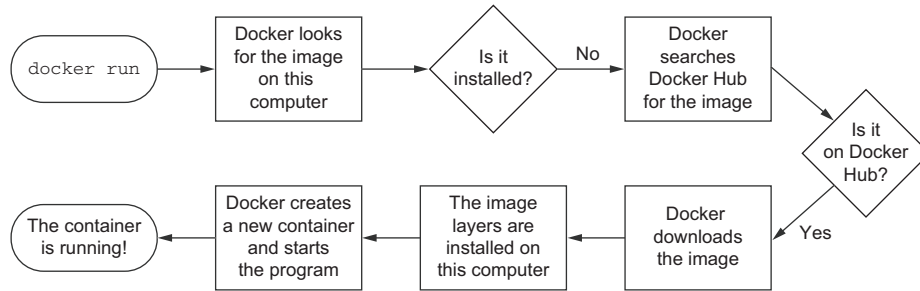 docker run
Docker looks
for the image
on this
computer
Is it
installed?
No
Docker
searches
Docker Hub
for the image
Is it
on Docker
Hub?
Yes
Docker
downloads
the image
The image
layers are
installed on
this computer
Docker creates
a new container
and starts
the program
The container
is running!